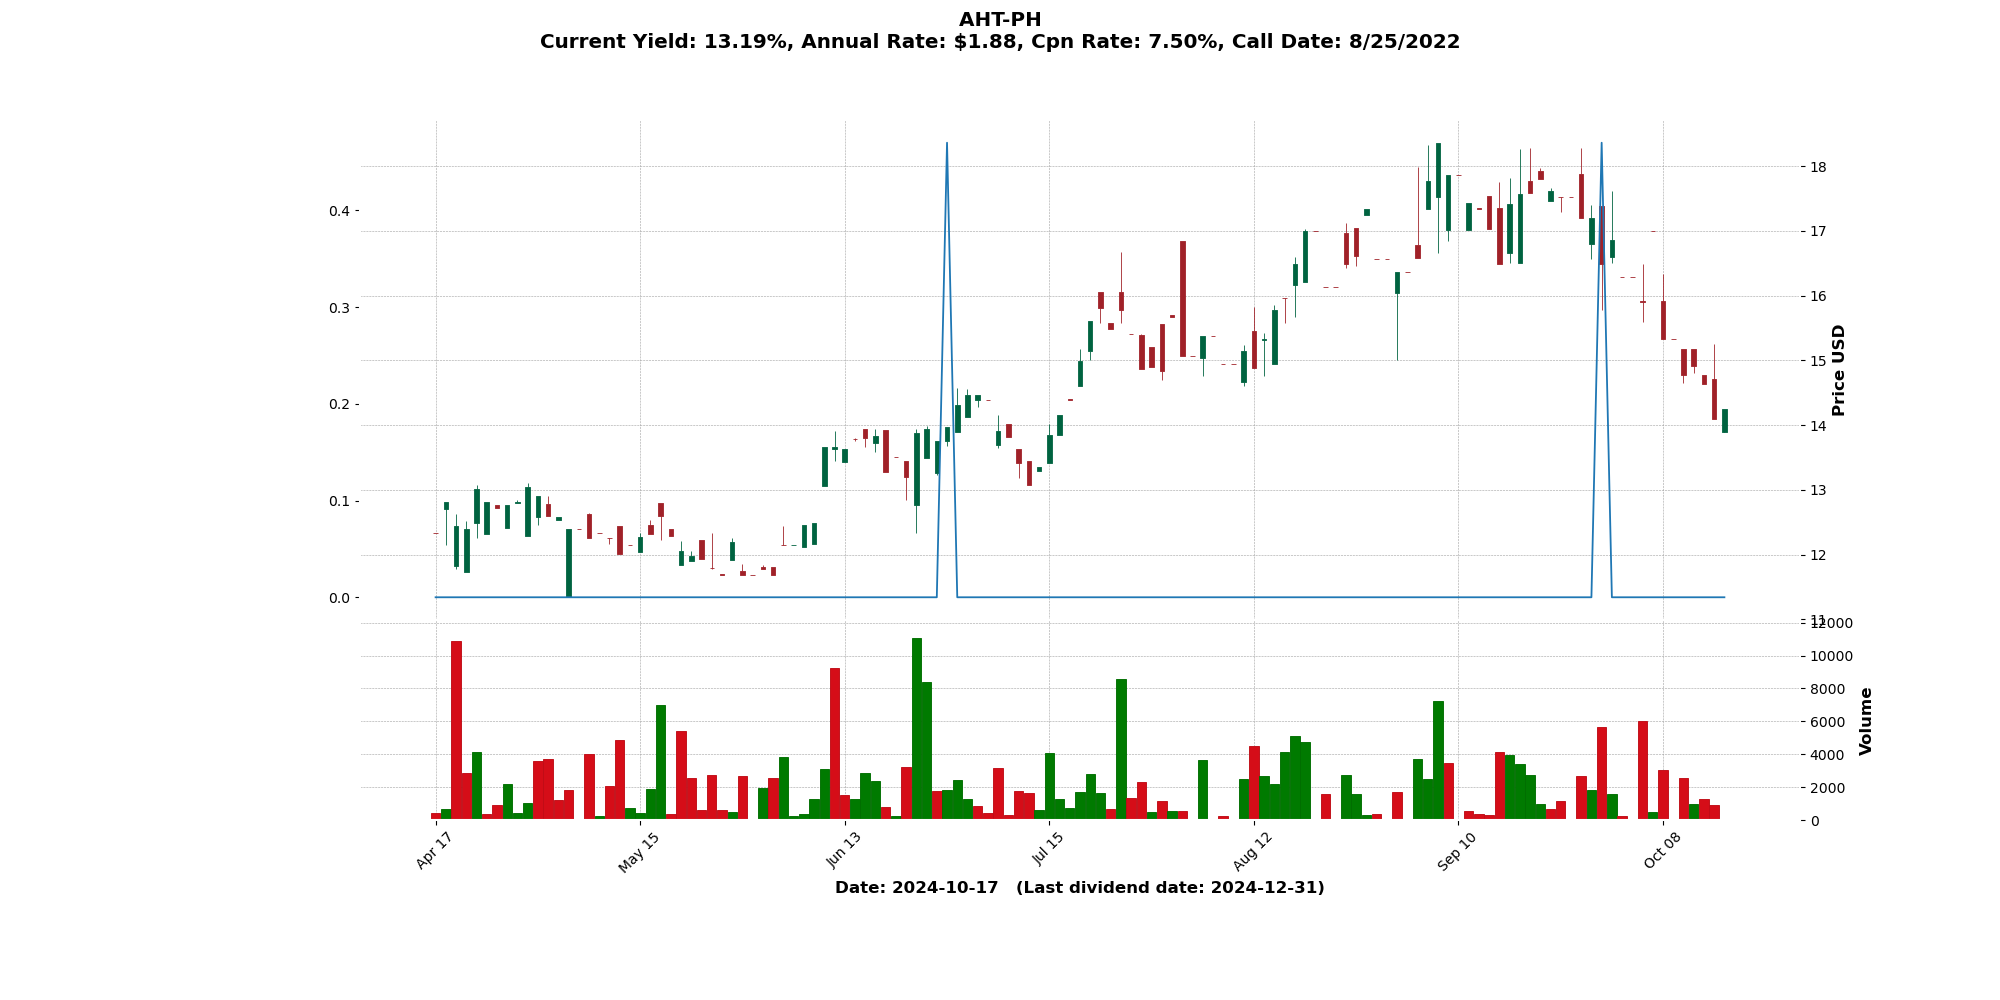 AHT-PH
Current Yield: 13.19%, Annual Rate: $1.88, Cpn Rate: 7.50%, Call Date: 8/25/2022
0.4
0.3
0.2
0.1
0.0
18
17
16
15
14
13
12
11
Price USD
12000
10000
8000
6000
4000
2000
0
Volume
Apr 17
May 15
Jun 13
Jul 15
Aug 12
Sep 10
Oct 08
Date: 2024-10-17 (Last dividend date: 2024-12-31)